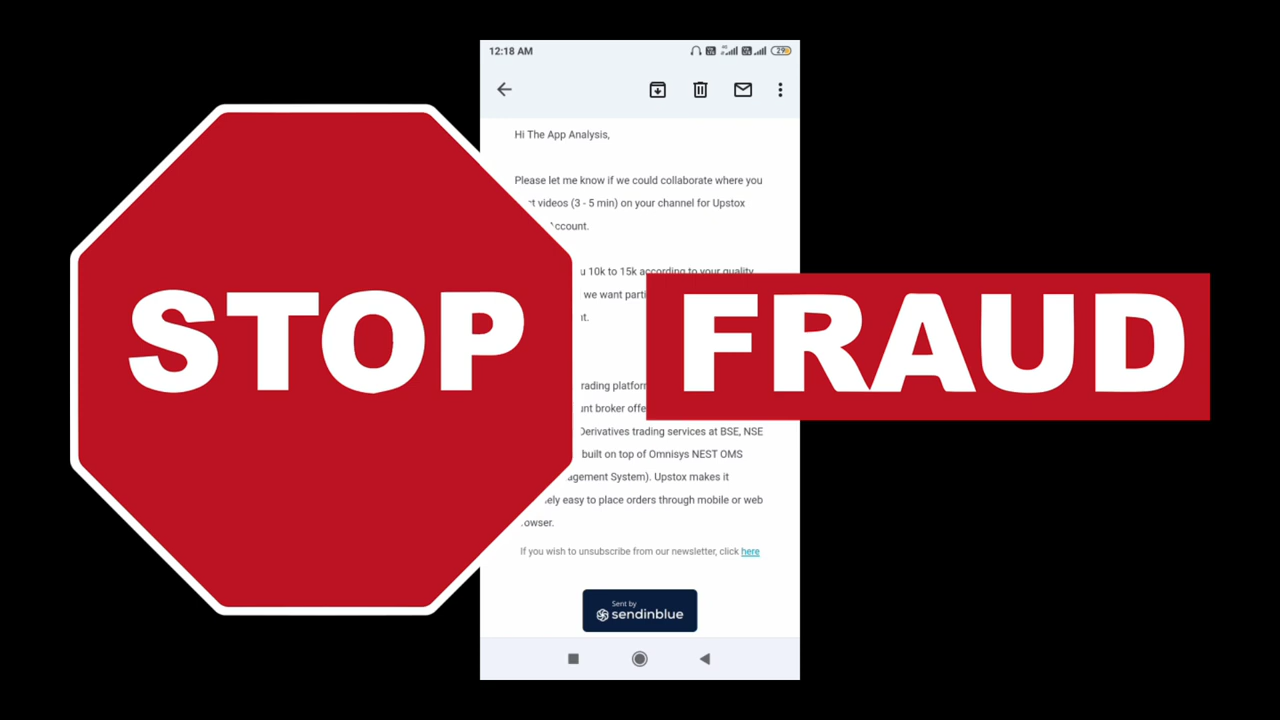 12:18 AM
29
Hi The App Analysis,
Please let me know if we could collaborate where you
videos (3 - 5 min) on your channel for Upstox
ccount.
10k to 15k according to your quality
we want parti
STOP
FRAUD
rading platform
unt broker offe
Derivatives trading services at BSE, NSE
built on top of Omnisys NEST OMS
agement System). Upstox makes it
ely easy to place orders through mobile or web
owser.
If you wish to unsubscribe from our newsletter, click here
Sent by
sendinblue